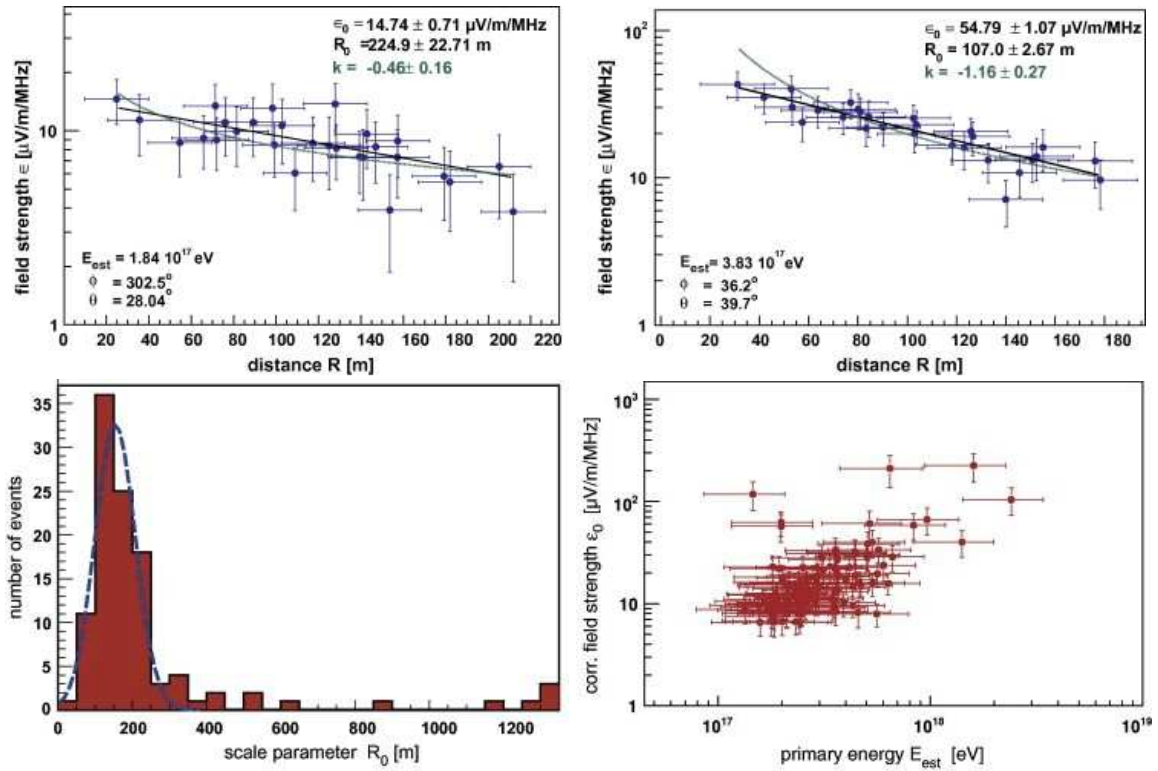 ϵ₀ = 14.74 ± 0.71 μV/m/MHz
R₀ = 224.9 ± 22.71 m
k = -0.46 ± 0.16
field strength ϵ [μV/m/MHz]
10
1
E_est = 1.84 10¹⁷ eV
ϕ = 302.5°
θ = 28.04°
0 20 40 60 80 100 120 140 160 180 200 220
distance R [m]
ϵ₀ = 54.79 ± 1.07 μV/m/MHz
R₀ = 107.0 ± 2.67 m
k = -1.16 ± 0.27
field strength ϵ [μV/m/MHz]
10²
10
1
E_est = 3.83 10¹⁷ eV
ϕ = 36.2°
θ = 39.7°
0 20 40 60 80 100 120 140 160 180
distance R [m]
number of events
35
30
25
20
15
10
5
0
0 200 400 600 800 1000 1200
scale parameter R₀ [m]
corr. field strength ε₀ [μV/m/MHz]
10³
10²
10
1
10¹⁷ 10¹⁸ 10¹⁹
primary energy E_est [eV]